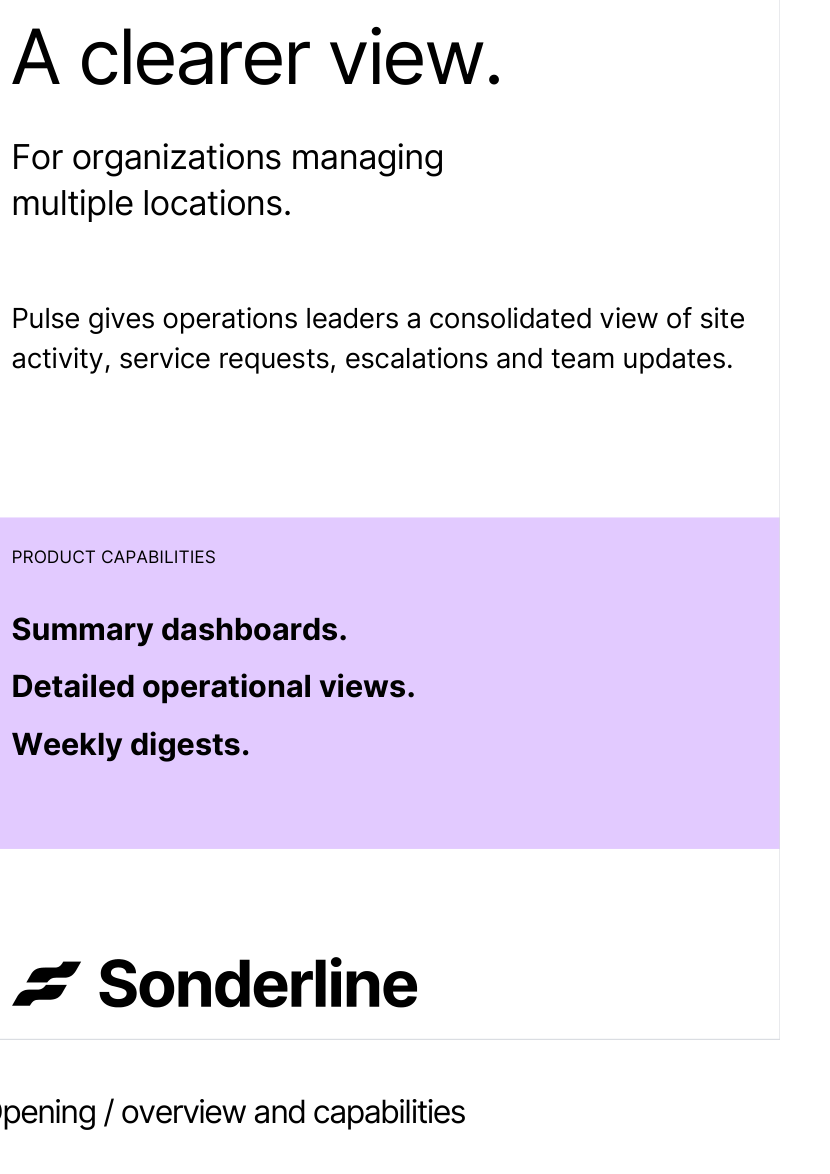 A clearer view.
For organizations managing
multiple locations.
Pulse gives operations leaders a consolidated view of site
activity, service requests, escalations and team updates.
PRODUCT CAPABILITIES
Summary dashboards.
Detailed operational views.
Weekly digests.
Sonderline
pening / overview and capabilities